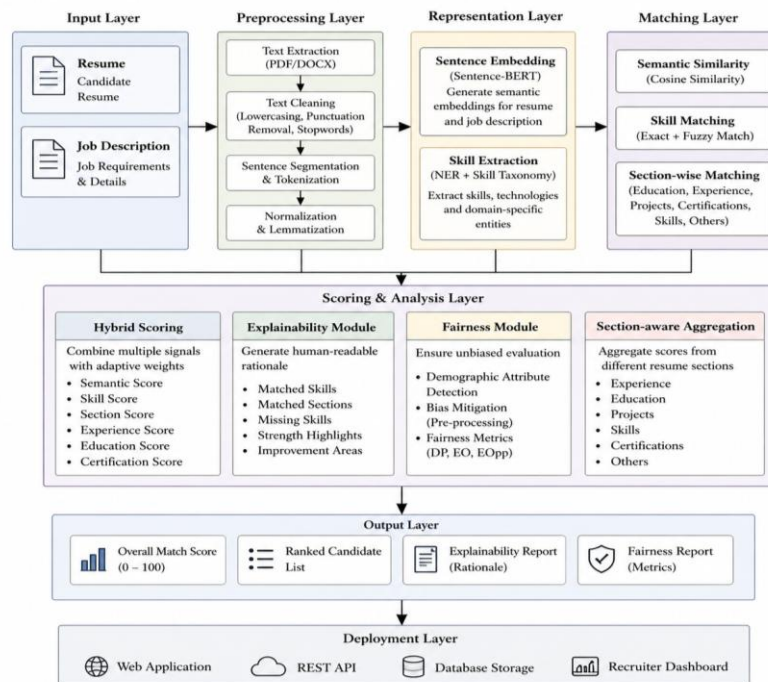 Input Layer
Resume
Candidate
Resume
Job Description
Job Requirements
& Details
Preprocessing Layer
Text Extraction
(PDF/DOCX)
Text Cleaning
(Lowercasing, Punctuation
Removal, Stopwords)
Sentence Segmentation
& Tokenization
Normalization
& Lemmatization
Representation Layer
Sentence Embedding
(Sentence-BERT)
Generate semantic
embeddings for resume
and job description
Skill Extraction
(NER + Skill Taxonomy)
Extract skills, technologies
and domain-specific
entities
Matching Layer
Semantic Similarity
(Cosine Similarity)
Skill Matching
(Exact + Fuzzy Match)
Section-wise Matching
(Education, Experience,
Projects, Certifications,
Skills, Others)
Scoring & Analysis Layer
Hybrid Scoring
Combine multiple signals
with adaptive weights
• Semantic Score
• Skill Score
• Section Score
• Experience Score
• Education Score
• Certification Score
Explainability Module
Generate human-readable
rationale
• Matched Skills
• Matched Sections
• Missing Skills
• Strength Highlights
• Improvement Areas
Fairness Module
Ensure unbiased evaluation
• Demographic Attribute
Detection
• Bias Mitigation
(Pre-processing)
• Fairness Metrics
(DP, EO, EOpp)
Section-aware Aggregation
Aggregate scores from
different resume sections
• Experience
• Education
• Projects
• Skills
• Certifications
• Others
Output Layer
Overall Match Score
(0 – 100)
Ranked Candidate
List
Explainability Report
(Rationale)
Fairness Report
(Metrics)
Deployment Layer
Web Application
REST API
Database Storage
Recruiter Dashboard